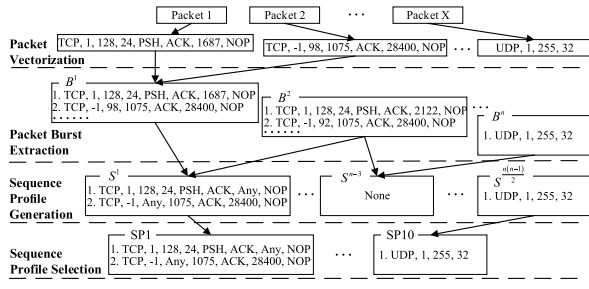 Packet 1
Packet 2
...
Packet X
Packet
Vectorization
TCP, 1, 128, 24, PSH, ACK, 1687, NOP
TCP, -1, 98, 1075, ACK, 28400, NOP
...
UDP, 1, 255, 32
B^1
1. TCP, 1, 128, 24, PSH, ACK, 1687, NOP
2. TCP, -1, 98, 1075, ACK, 28400, NOP
......
B^2
1. TCP, 1, 128, 24, PSH, ACK, 2122, NOP
2. TCP, -1, 92, 1075, ACK, 28400, NOP
......
...
B^n
1. UDP, 1, 255, 32
Packet Burst
Extraction
Sequence
Profile
Generation
S^1
1. TCP, 1, 128, 24, PSH, ACK, Any, NOP
2. TCP, -1, Any, 1075, ACK, 28400, NOP
...
S^{n-3}
None
...
S^{\frac{n(n-1)}{2}}
1. UDP, 1, 255, 32
Sequence
Profile Selection
SP1
1. TCP, 1, 128, 24, PSH, ACK, Any, NOP
2. TCP, -1, Any, 1075, ACK, 28400, NOP
...
SP10
1. UDP, 1, 255, 32